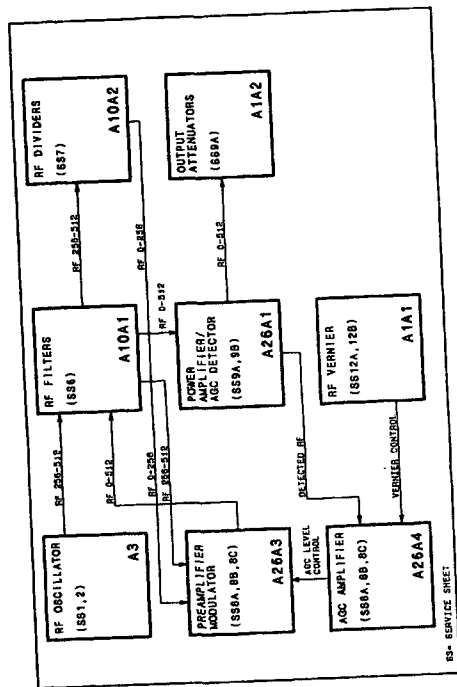 RF OSCILLATOR
(SS1,2)
A3
RF 256-512
RF FILTERS
(SS6)
A10A1
RF 256-512
RF DIVIDERS
(SS7)
A10A2
RF 0-512
RF 0-256
RF 256-512
RF 0-512
RF 0-256
PREAMPLIFIER
MODULATOR
(SS8A,8B,8C)
A26A3
POWER
AMPLIFIER/
AGC DETECTOR
(SS9A,9B)
A26A1
RF 0-512
OUTPUT
ATTENUATORS
(SS9A)
A1A2
AGC LEVEL
CONTROL
DETECTED RF
AGC AMPLIFIER
(SS8A,8B,8C)
A26A4
VERNIER CONTROL
RF VERNIER
(SS12A,12B)
A1A1
SS= SERVICE SHEET